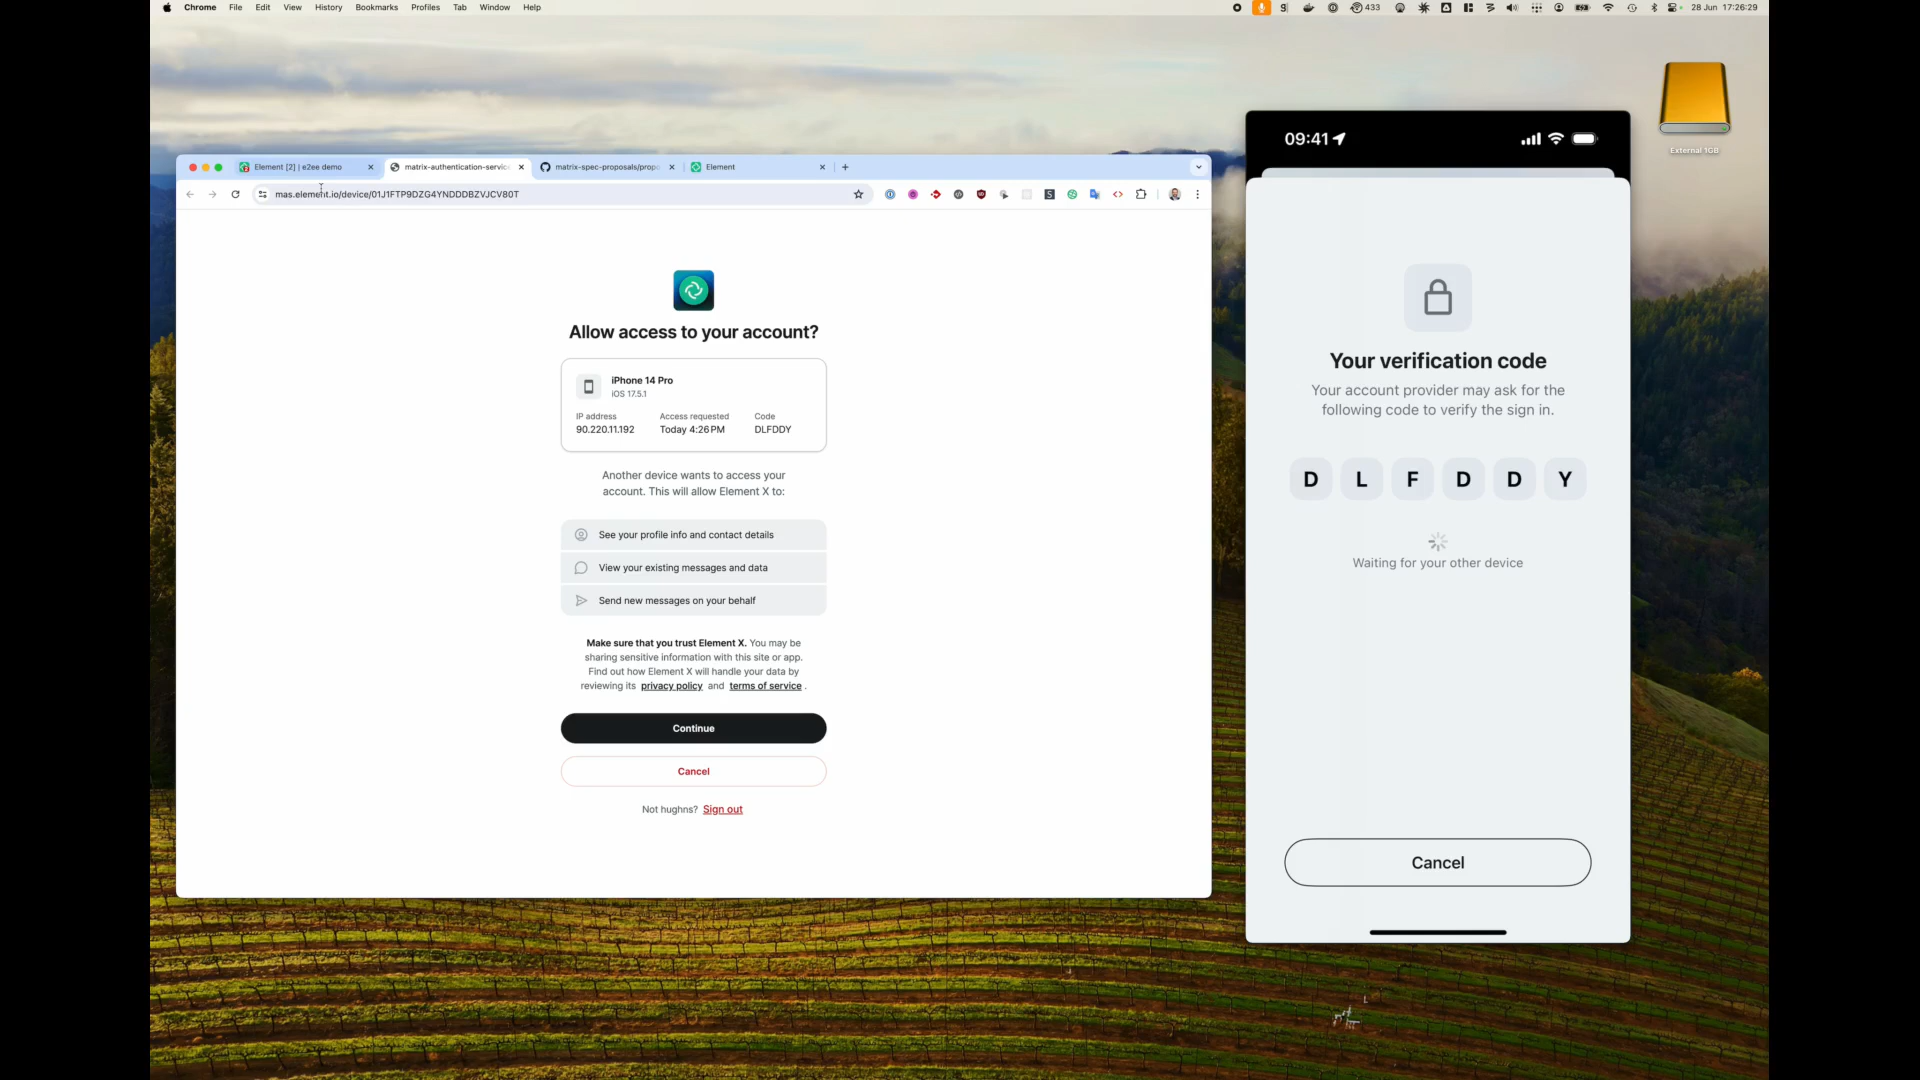 Chrome File Edit View History Bookmarks Profiles Tab Window Help
433
28 Jun 17:26:29
External 1GB
Element [2] | e2ee demo
matrix-authentication-service
matrix-spec-proposals/propo
Element
mas.element.io/device/01J1FTP9DZG4YNDDDBZVJCV80T
Allow access to your account?
iPhone 14 Pro
iOS 17.5.1
IP address Access requested Code
90.220.11.192 Today 4:26 PM DLFDDY
Another device wants to access your
account. This will allow Element X to:
See your profile info and contact details
View your existing messages and data
Send new messages on your behalf
Make sure that you trust Element X. You may be
sharing sensitive information with this site or app.
Find out how Element X will handle your data by
reviewing its privacy policy and terms of service .
Continue
Cancel
Not hughns? Sign out
09:41
Your verification code
Your account provider may ask for the
following code to verify the sign in.
D L F D D Y
Waiting for your other device
Cancel